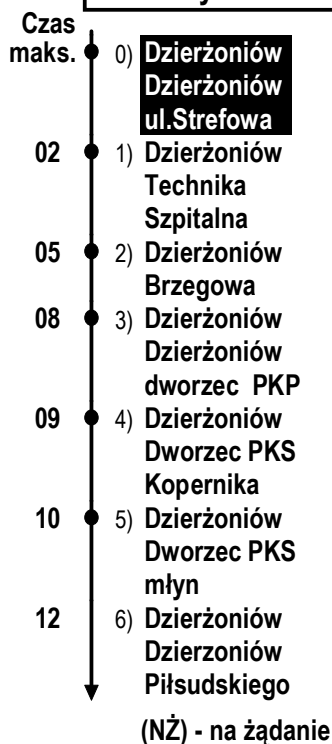 Czas
maks. 0) Dzierżoniów
Dzierżoniów
ul.Strefowa
02 1) Dzierżoniów
Technika
Szpitalna
05 2) Dzierżoniów
Brzegowa
08 3) Dzierżoniów
Dzierżoniów
dworzec PKP
09 4) Dzierżoniów
Dworzec PKS
Kopernika
10 5) Dzierżoniów
Dworzec PKS
młyn
12 6) Dzierżoniów
Dzierzoniów
Piłsudskiego
(NŻ) - na żądanie